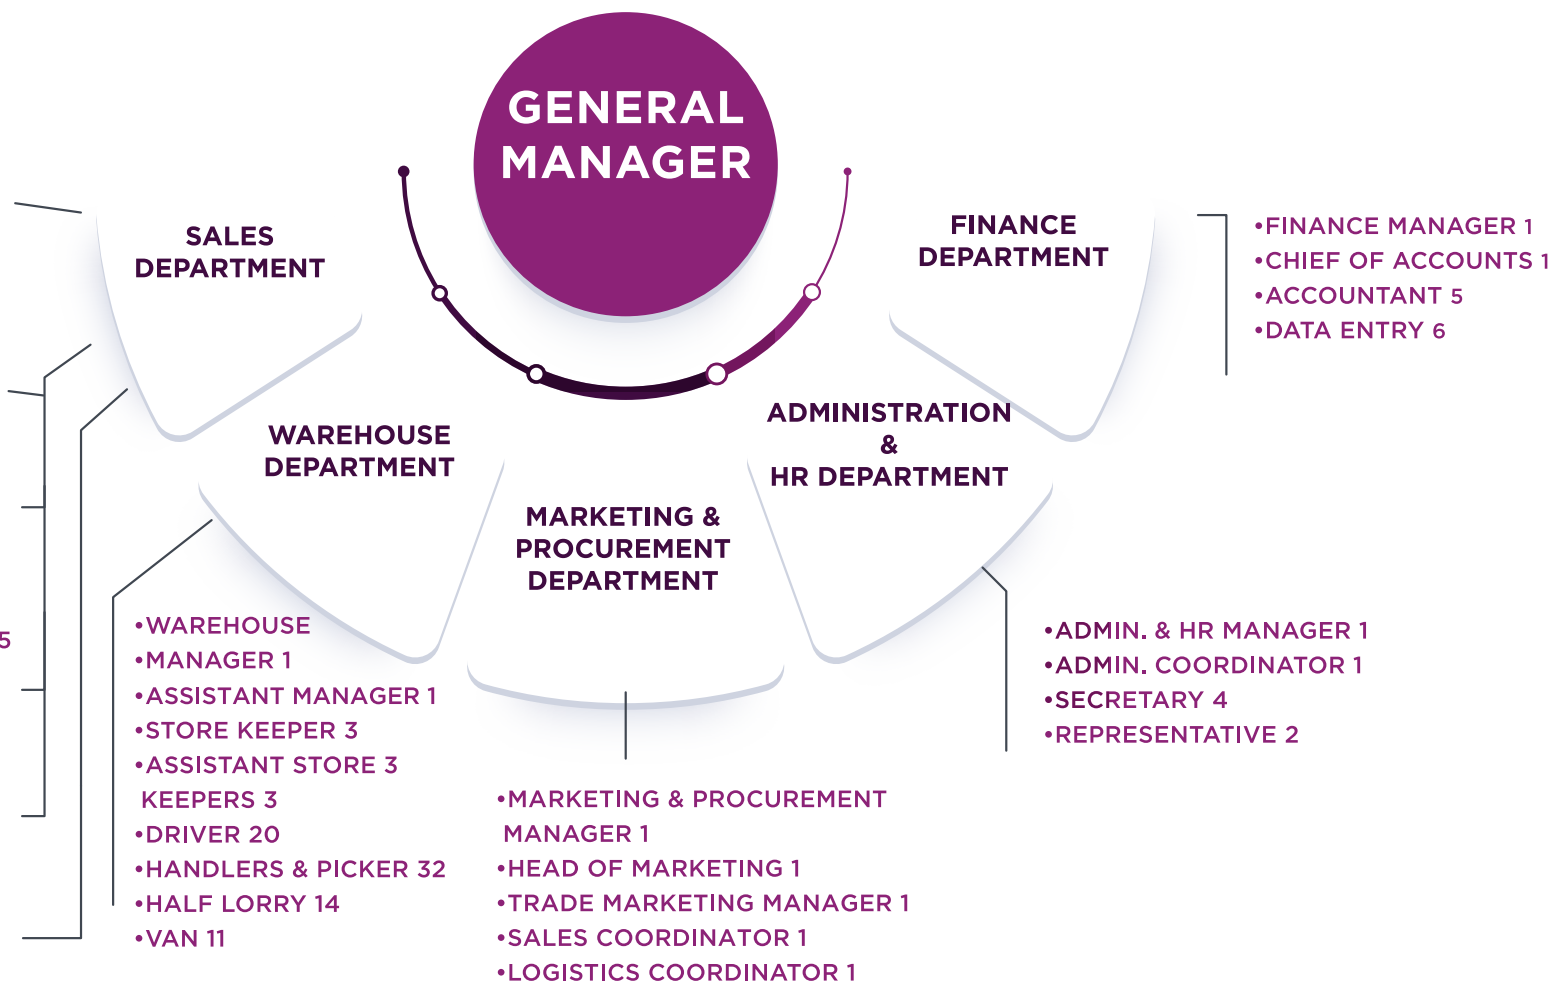 GENERAL
MANAGER
SALES
DEPARTMENT
WAREHOUSE
DEPARTMENT
MARKETING &
PROCUREMENT
DEPARTMENT
ADMINISTRATION
&
HR DEPARTMENT
FINANCE
DEPARTMENT
•FINANCE MANAGER 1
•CHIEF OF ACCOUNTS 1
•ACCOUNTANT 5
•DATA ENTRY 6
5
•WAREHOUSE
•MANAGER 1
•ASSISTANT MANAGER 1
•STORE KEEPER 3
•ASSISTANT STORE 3
KEEPERS 3
•DRIVER 20
•HANDLERS & PICKER 32
•HALF LORRY 14
•VAN 11
•MARKETING & PROCUREMENT
MANAGER 1
•HEAD OF MARKETING 1
•TRADE MARKETING MANAGER 1
•SALES COORDINATOR 1
•LOGISTICS COORDINATOR 1
•ADMIN. & HR MANAGER 1
•ADMIN. COORDINATOR 1
•SECRETARY 4
•REPRESENTATIVE 2